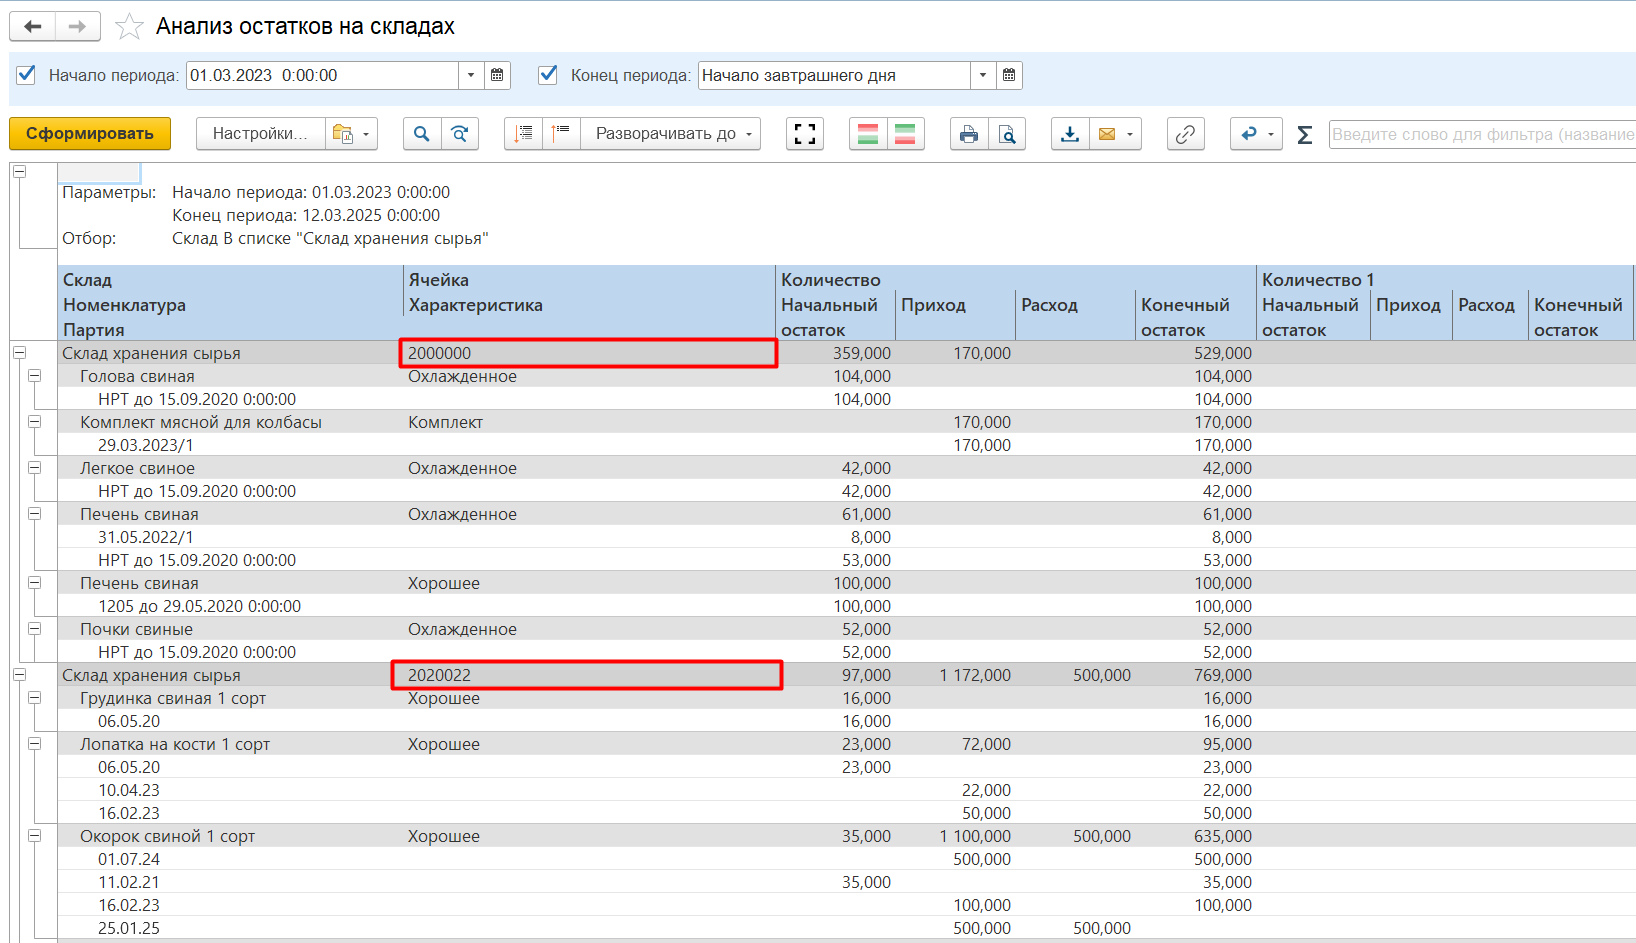 Анализ остатков на складах
Начало периода: 01.03.2023 0:00:00 Конец периода: Начало завтрашнего дня
Сформировать Настройки... Разворачивать до Σ Введите слово для фильтра (название
Параметры: Начало периода: 01.03.2023 0:00:00
Конец периода: 12.03.2025 0:00:00
Отбор: Склад В списке "Склад хранения сырья"
Склад Ячейка Количество Количество 1
Номенклатура Характеристика Начальный Приход Расход Конечный Начальный Приход Расход Конечный
Партия остаток остаток остаток остаток
Склад хранения сырья 2000000 359,000 170,000 529,000
Голова свиная Охлажденное 104,000 104,000
НРТ до 15.09.2020 0:00:00 104,000 104,000
Комплект мясной для колбасы Комплект 170,000 170,000
29.03.2023/1 170,000 170,000
Легкое свиное Охлажденное 42,000 42,000
НРТ до 15.09.2020 0:00:00 42,000 42,000
Печень свиная Охлажденное 61,000 61,000
31.05.2022/1 8,000 8,000
НРТ до 15.09.2020 0:00:00 53,000 53,000
Печень свиная Хорошее 100,000 100,000
1205 до 29.05.2020 0:00:00 100,000 100,000
Почки свиные Охлажденное 52,000 52,000
НРТ до 15.09.2020 0:00:00 52,000 52,000
Склад хранения сырья 2020022 97,000 1 172,000 500,000 769,000
Грудинка свиная 1 сорт Хорошее 16,000 16,000
06.05.20 16,000 16,000
Лопатка на кости 1 сорт Хорошее 23,000 72,000 95,000
06.05.20 23,000 23,000
10.04.23 22,000 22,000
16.02.23 50,000 50,000
Окорок свиной 1 сорт Хорошее 35,000 1 100,000 500,000 635,000
01.07.24 500,000 500,000
11.02.21 35,000 35,000
16.02.23 100,000 100,000
25.01.25 500,000 500,000